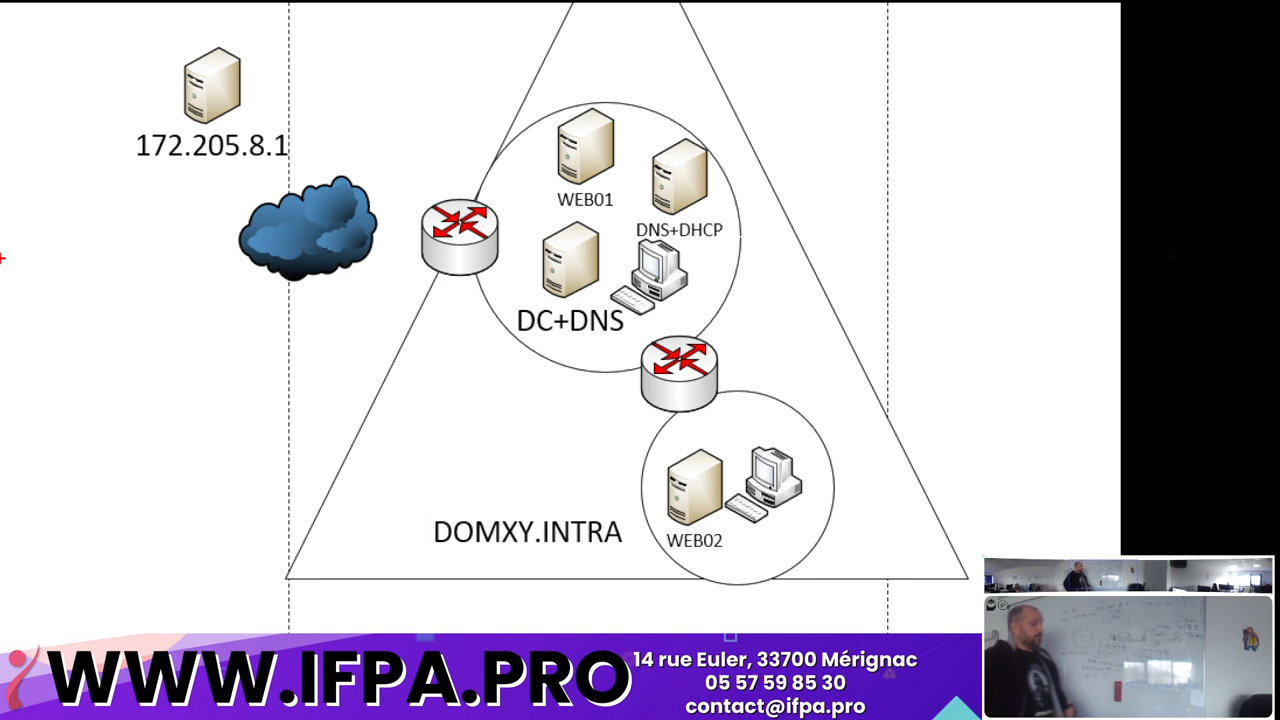 172.205.8.1
WEB01
DNS+DHCP
DC+DNS
DOMXY.INTRA
WEB02
WWW.IFPA.PRO
14 rue Euler, 33700 Mérignac
05 57 59 85 30
contact@ifpa.pro